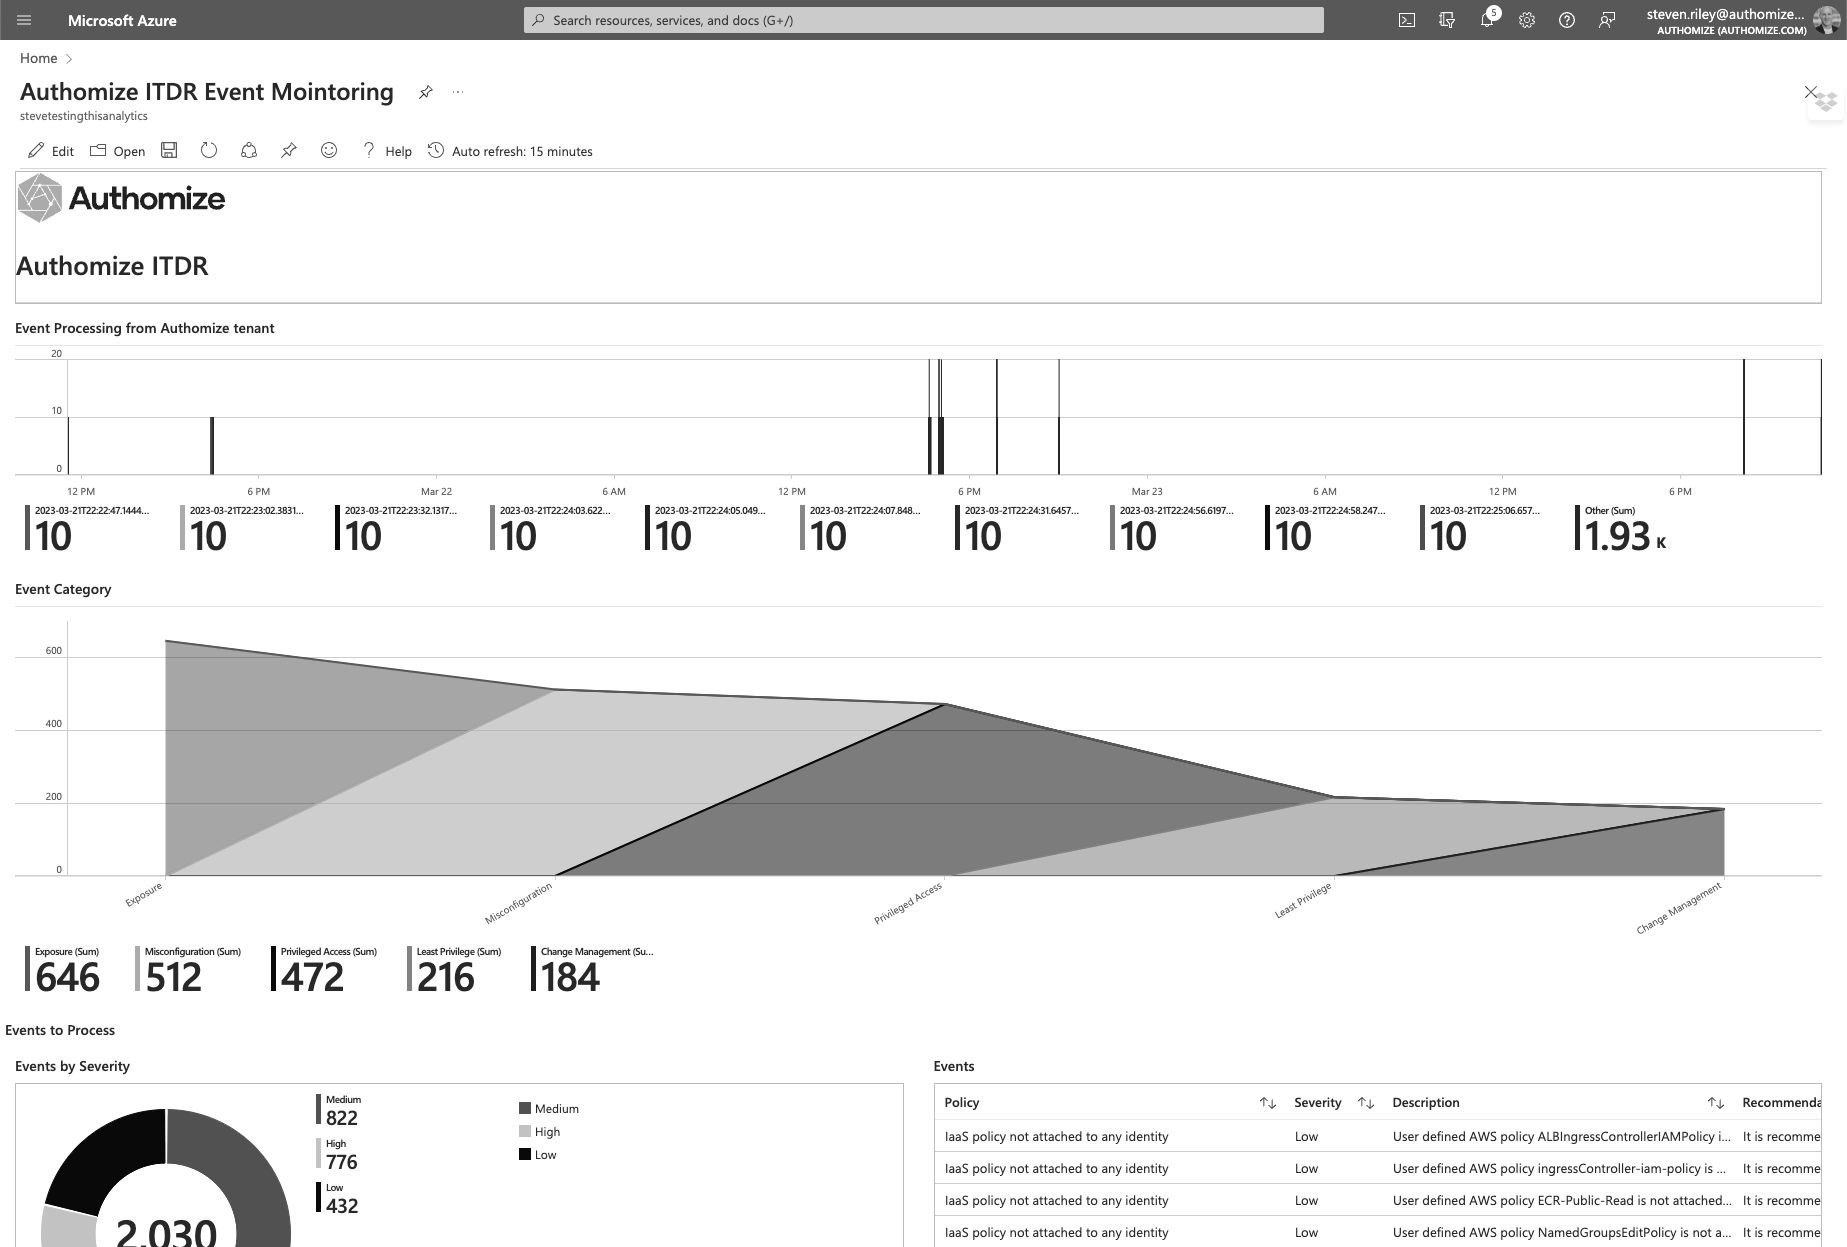 Microsoft Azure
Search resources, services, and docs (G+/)
5
steven.riley@authomize...
AUTHOMIZE (AUTHOMIZE.COM)
Home
Authomize ITDR Event Mointoring
...
stevetestingthisanalytics
Edit
Open
? Help
Auto refresh: 15 minutes
Authomize
Authomize ITDR
Event Processing from Authomize tenant
20
10
0
12 PM 6 PM Mar 22 6 AM 12 PM 6 PM Mar 23 6 AM 12 PM 6 PM
2023-03-21T22:22:47.1444... 2023-03-21T22:23:02.3831... 2023-03-21T22:23:32.1317... 2023-03-21T22:24:03.622... 2023-03-21T22:24:05.049... 2023-03-21T22:24:07.848... 2023-03-21T22:24:31.6457... 2023-03-21T22:24:56.6197... 2023-03-21T22:24:58.247... 2023-03-21T22:25:06.657... Other (Sum)
10 10 10 10 10 10 10 10 10 10 1.93 K
Event Category
600
400
200
0
Exposure
Misconfiguration
Privileged Access
Least Privilege
Change Management
Exposure (Sum) Misconfiguration (Sum) Privileged Access (Sum) Least Privilege (Sum) Change Management (Su...
646 512 472 216 184
Events to Process
Events by Severity
Medium
822
High
776
Low
432
Medium
High
Low
2,030
Events
Policy Severity Description Recommenda
IaaS policy not attached to any identity Low User defined AWS policy ALBIngressControllerIAMPolicy i... It is recomme
IaaS policy not attached to any identity Low User defined AWS policy ingressController-iam-policy is ... It is recomme
IaaS policy not attached to any identity Low User defined AWS policy ECR-Public-Read is not attached... It is recomme
IaaS policy not attached to any identity Low User defined AWS policy NamedGroupsEditPolicy is not a... It is recomme